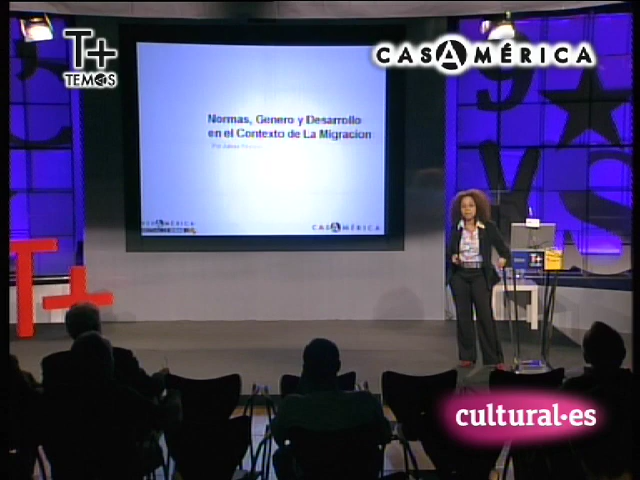 T+
TEMAS
CASAMÉRICA
Normas, Genero y Desarrollo
en el Contexto de La Migracion
CASAMÉRICA
T+
cultural·es